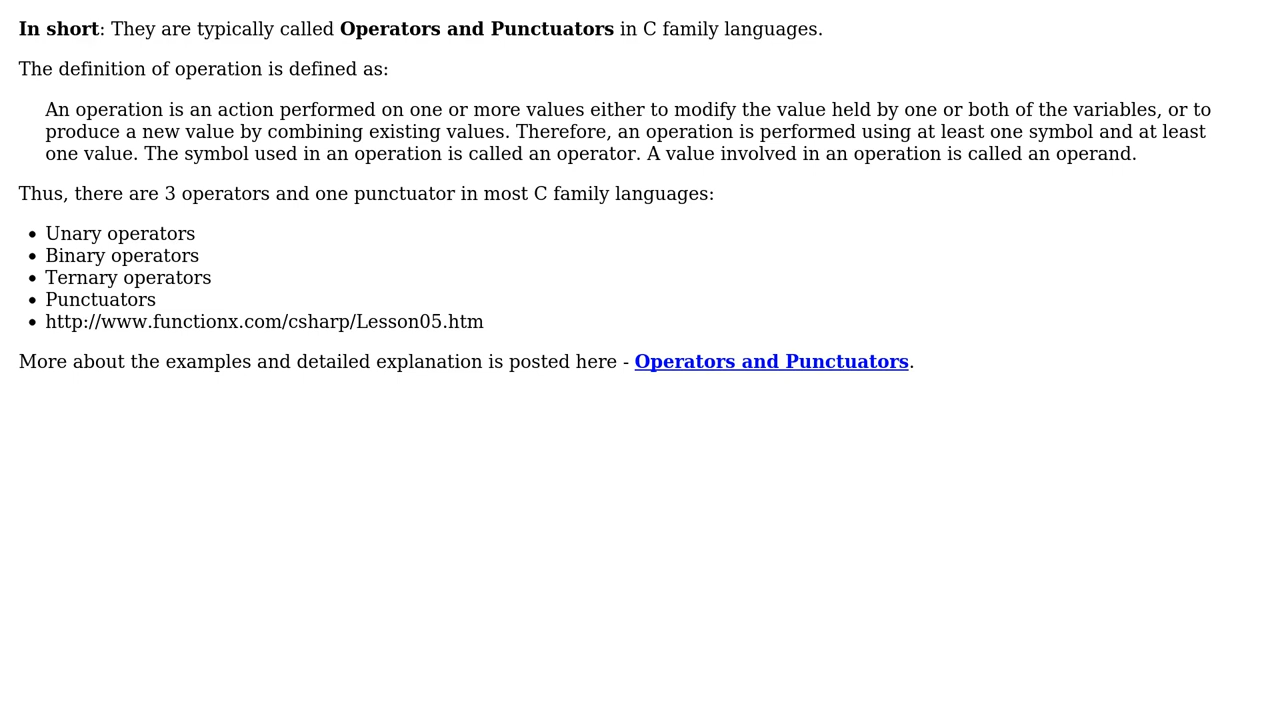 In short: They are typically called Operators and Punctuators in C family languages.
The definition of operation is defined as:
An operation is an action performed on one or more values either to modify the value held by one or both of the variables, or to
produce a new value by combining existing values. Therefore, an operation is performed using at least one symbol and at least
one value. The symbol used in an operation is called an operator. A value involved in an operation is called an operand.
Thus, there are 3 operators and one punctuator in most C family languages:
• Unary operators
• Binary operators
• Ternary operators
• Punctuators
• http://www.functionx.com/csharp/Lesson05.htm
More about the examples and detailed explanation is posted here - Operators and Punctuators.